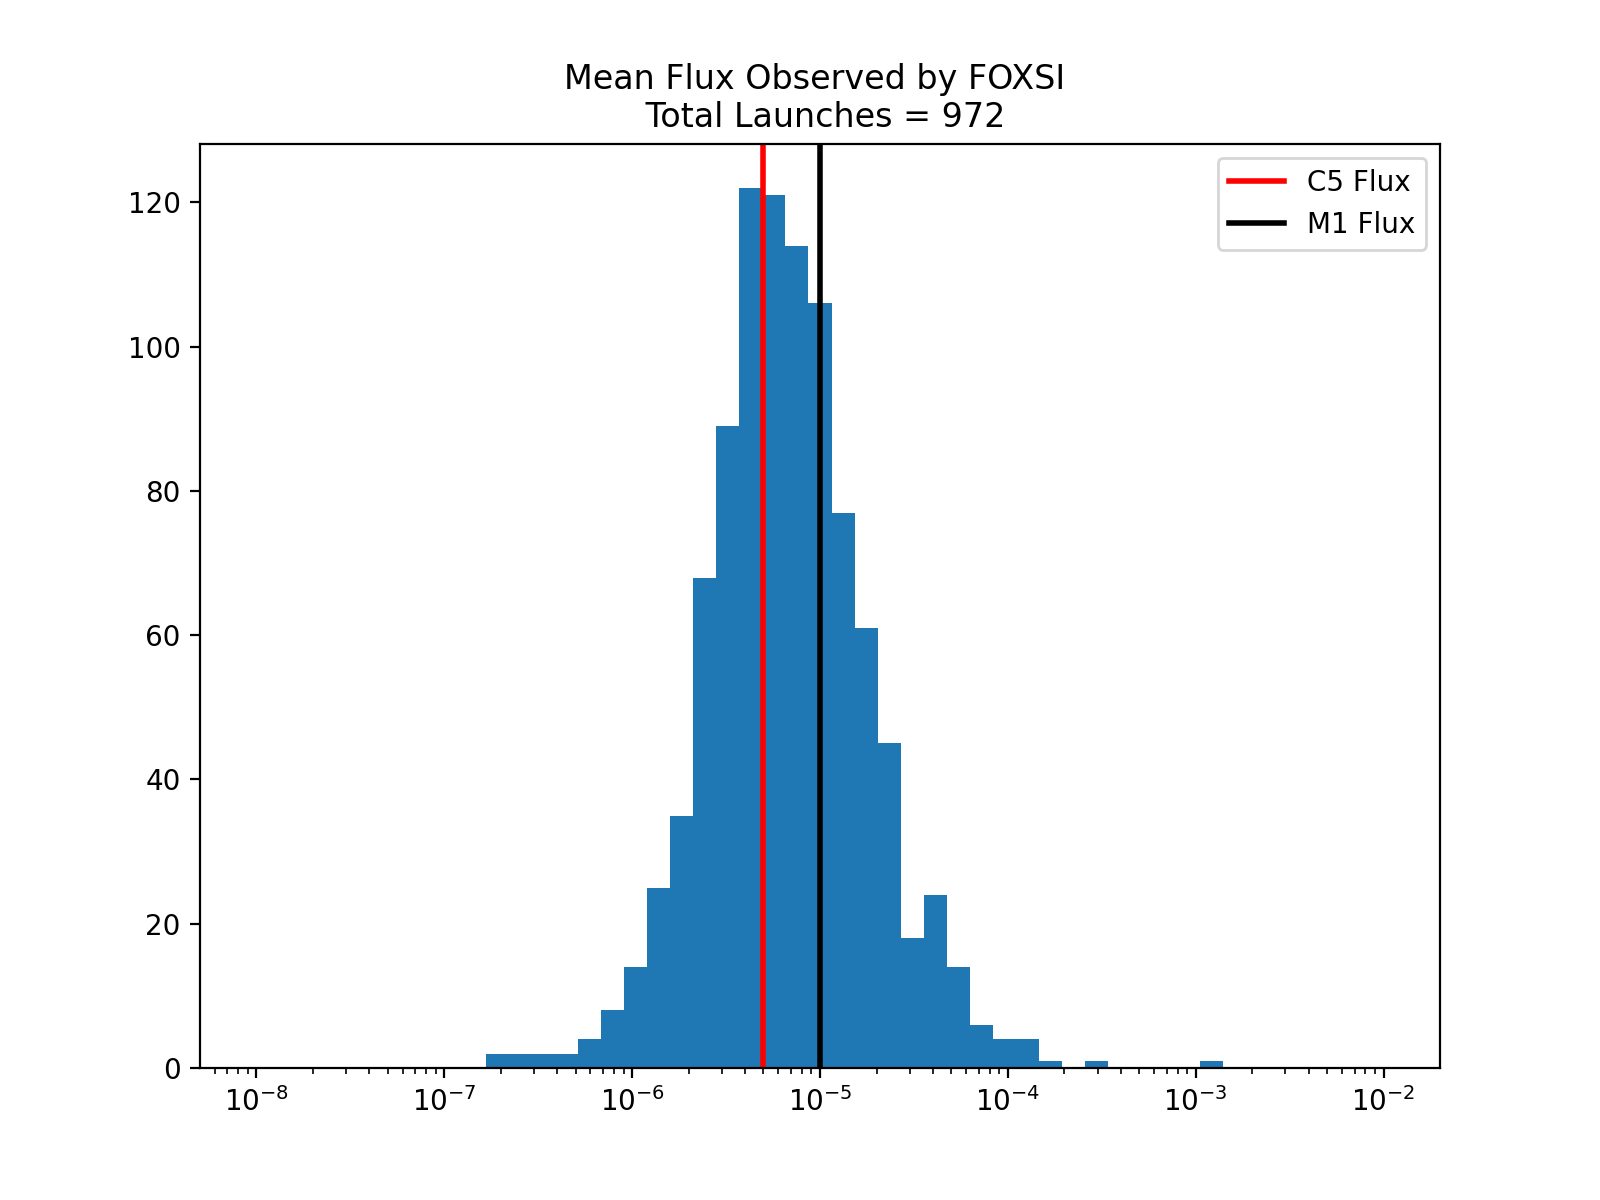 Mean Flux Observed by FOXSI
Total Launches = 972
C5 Flux
M1 Flux
120
100
80
60
40
20
0
10⁻⁸ 10⁻⁷ 10⁻⁶ 10⁻⁵ 10⁻⁴ 10⁻³ 10⁻²